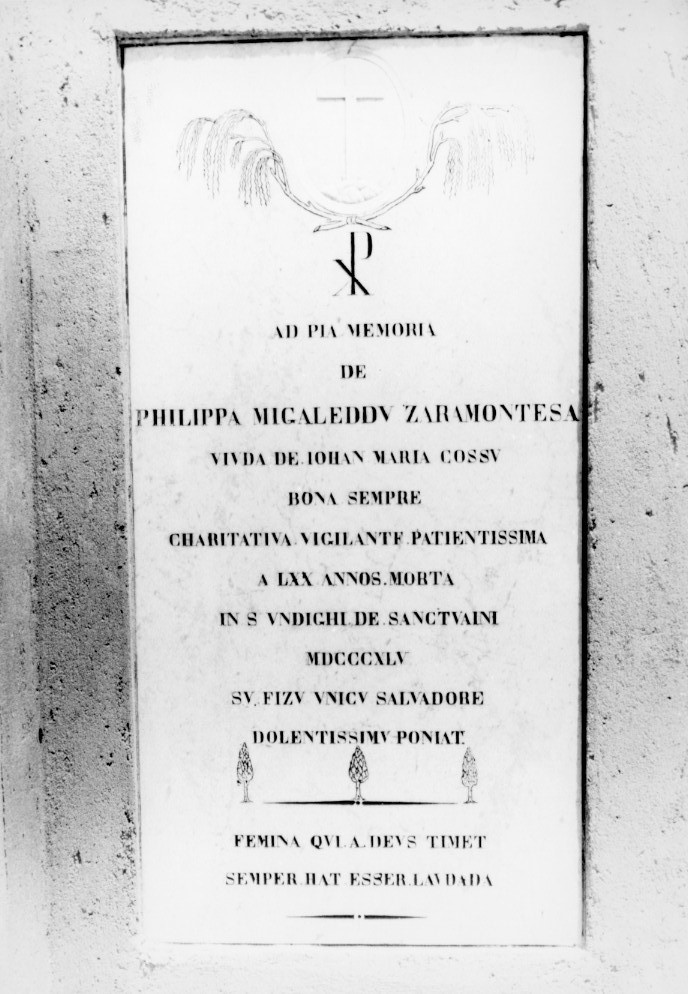 AD PIA MEMORIA
DE
PHILIPPA MIGALEDDV ZARAMONTESA
VIVDA DE IOHAN MARIA COSSV
BONA SEMPRE
CHARITATIVA VIGILANTE PATIENTISSIMA
A LXX ANNOS MORTA
IN S VNDIGHI DE SANCTVAINI
MDCCCXLV
SV FIZV VNICV SALVADORE
DOLENTISSIMV PONIAT.
FEMINA QVI A DEVS TIMET
SEMPER HAT ESSER LAVDADA